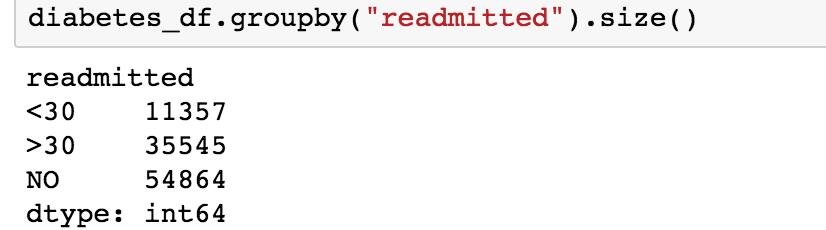 diabetes_df.groupby("readmitted").size()
readmitted
<30    11357
>30    35545
NO     54864
dtype: int64